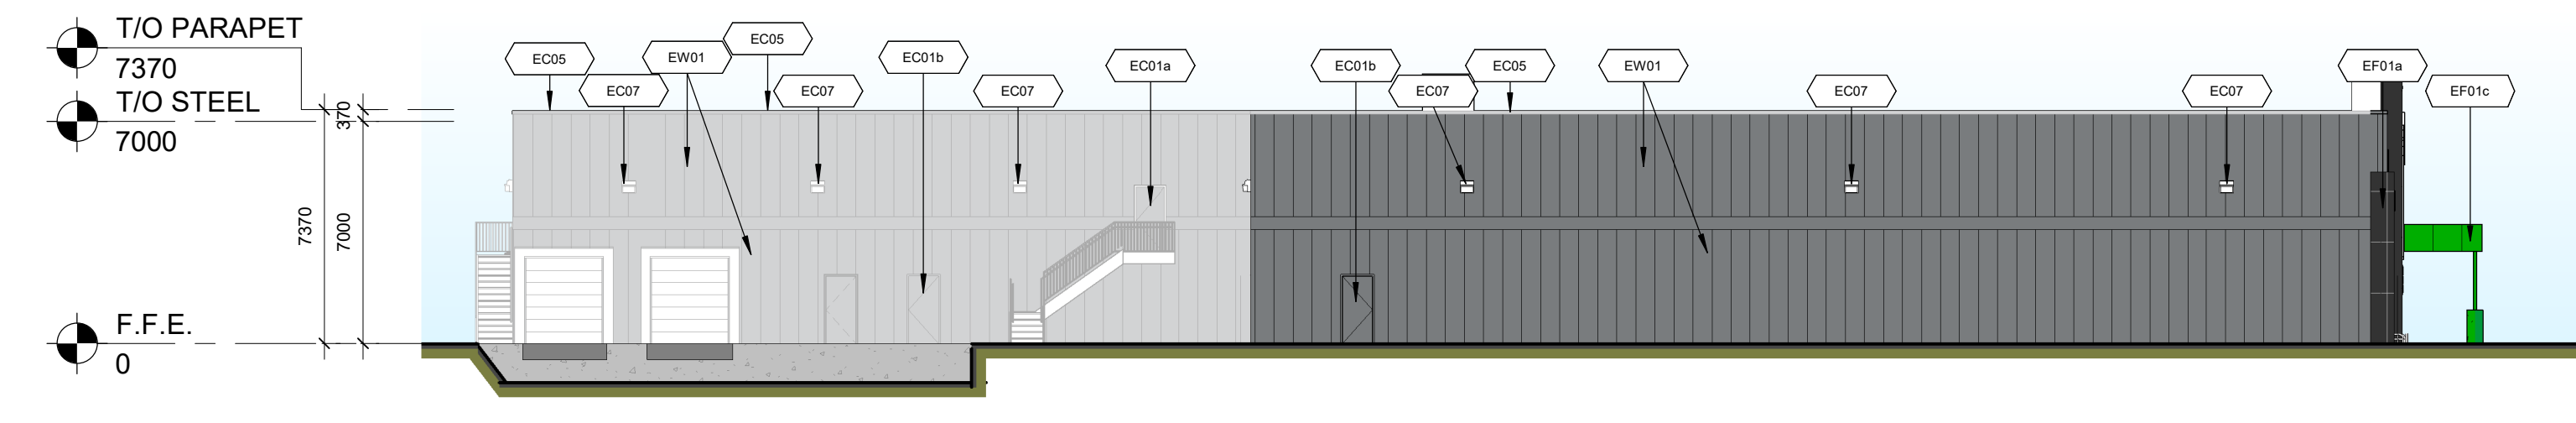 T/O PARAPET
7370
T/O STEEL
7000
F.F.E.
0
7370
370
7000
EC05
EC07
EW01
EC05
EC07
EC01b
EC07
EC01a
EC01b
EC07
EC05
EW01
EC07
EC07
EF01a
EF01c